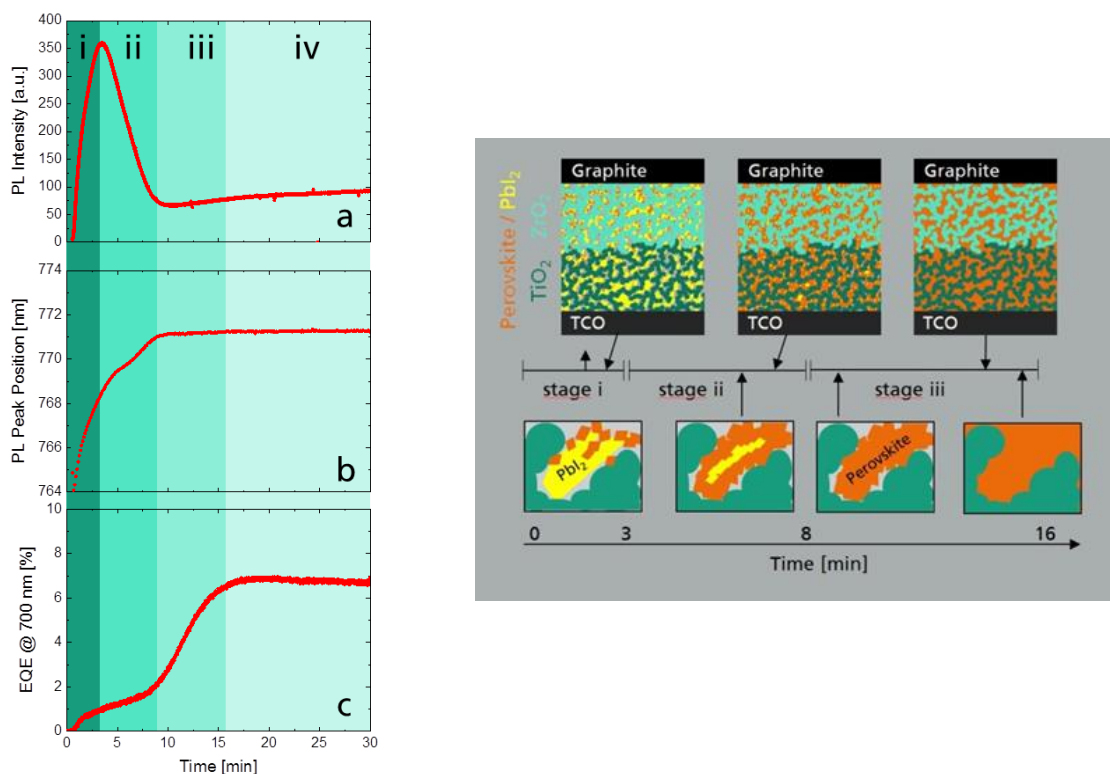 400
350
300
250
200
150
100
50
0
PL Intensity [a.u.]
i ii iii iv
a
774
772
770
768
766
764
PL Peak Position [nm]
b
10
8
6
4
2
0
EQE @ 700 nm [%]
c
0 5 10 15 20 25 30
Time [min]
Perovskite / PbI₂
TiO₂ ZrO₂
Graphite Graphite Graphite
TCO TCO TCO
stage i stage ii stage iii
PbI₂ Perovskite
0 3 8 16
Time [min]